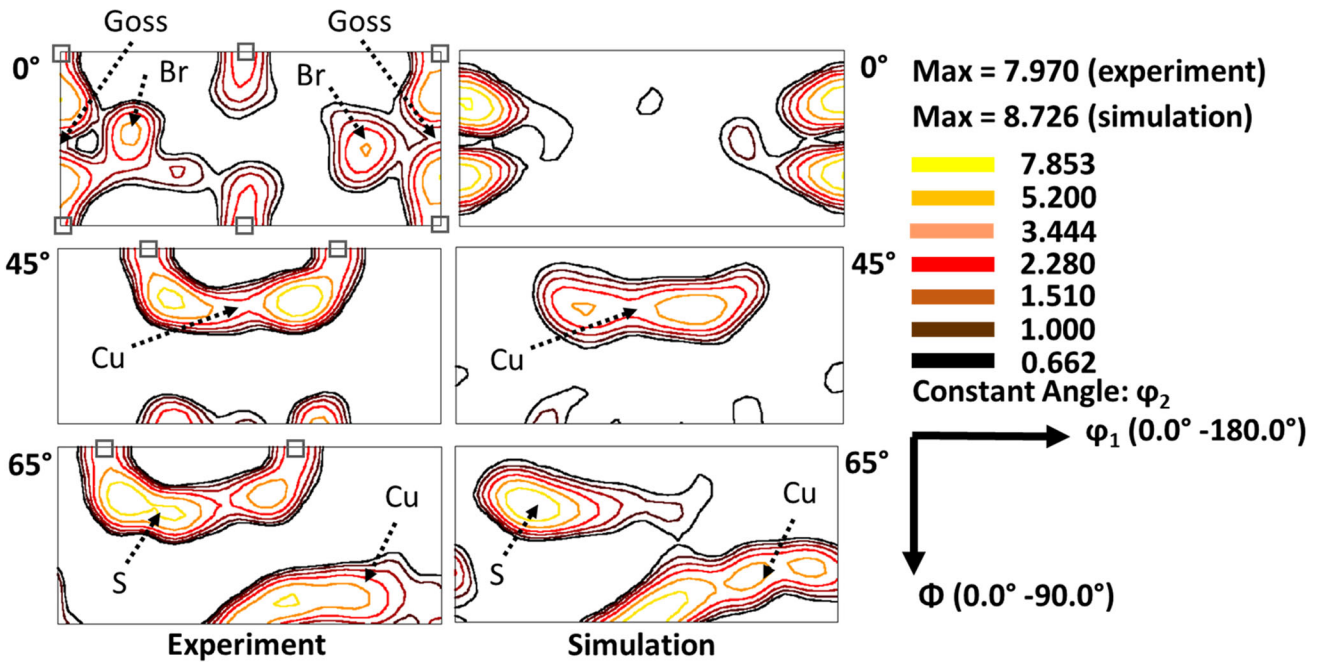 Goss
Goss
0°
Br
Br
0°
Max = 7.970 (experiment)
Max = 8.726 (simulation)
7.853
5.200
3.444
2.280
1.510
1.000
0.662
45°
Cu
Cu
45°
Constant Angle: φ₂
φ₁ (0.0° -180.0°)
Φ (0.0° -90.0°)
65°
S
Cu
S
Cu
65°
Experiment
Simulation